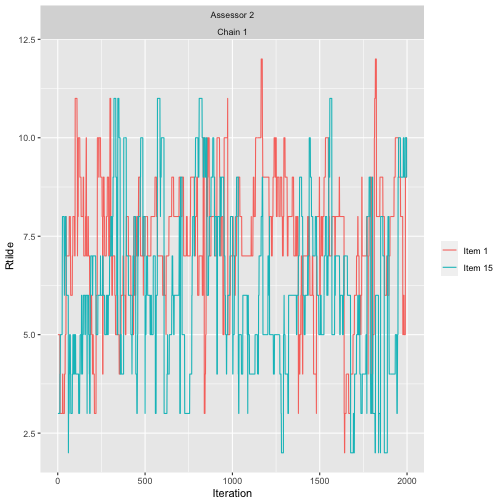 Assessor 2
Chain 1
12.5
10.0
7.5
5.0
2.5
Rtilde
0 500 1000 1500 2000
Iteration
Item 1
Item 15